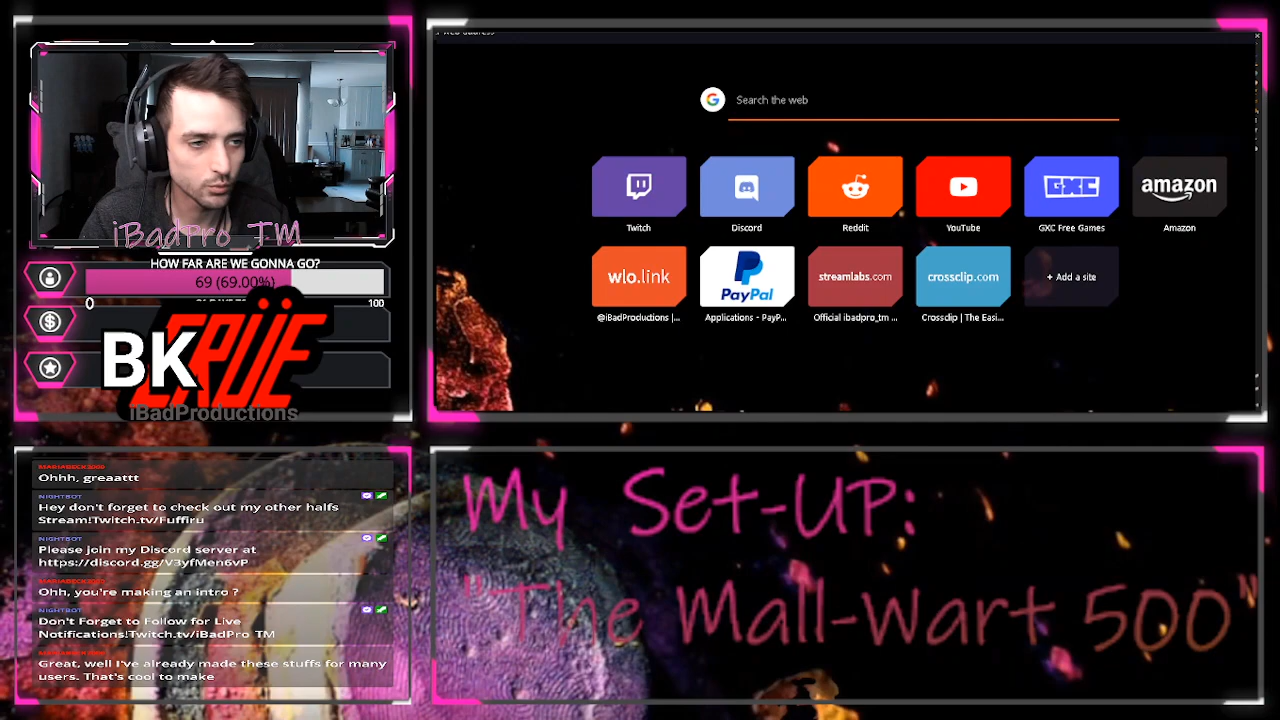 iBadPro_TM
HOW FAR ARE WE GONNA GO?
69 (69.00%)
0
100
BK
CRÜE
iBadProductions
MARIABECK3000
Ohhh, greaattt
NIGHTBOT
Hey don't forget to check out my other halfs
Stream!Twitch.tv/Fuffiru
NIGHTBOT
Please join my Discord server at
https://discord.gg/V3yfMen6vP
Ohh, you're making an intro ?
NIGHTBOT
Don't Forget to Follow for Live
Notifications!Twitch.tv/iBadPro TM
Great, well I've already made these stuffs for many
users. That's cool to make
Search the web
Twitch
Discord
Reddit
YouTube
GXC
GXC Free Games
amazon
Amazon
wlo.link
@iBadProductions |...
PayPal
Applications - PayP...
streamlabs.com
Official ibadpro_tm ...
crossclip.com
Crossclip | The Easi...
+ Add a site
My Set-UP:
"The Mall-Wart 500"